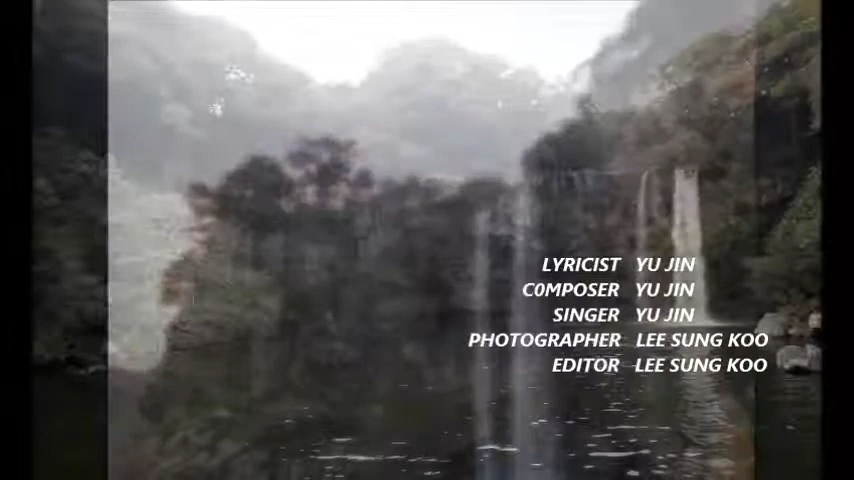 LYRICIST YU JIN
C0MPOSER YU JIN
SINGER YU JIN
PHOTOGRAPHER LEE SUNG KOO
EDITOR LEE SUNG KOO